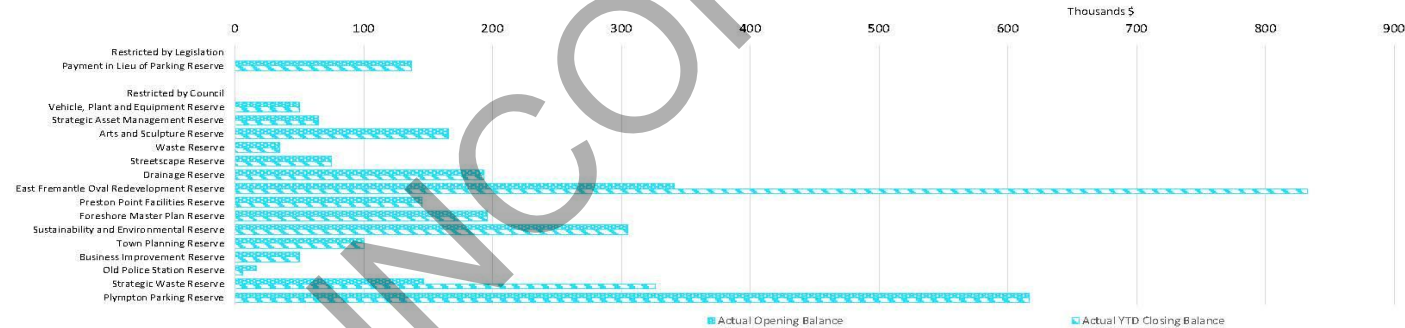 Thousands $
0 100 200 300 400 500 600 700 800 900
Restricted by Legislation
Payment in Lieu of Parking Reserve
Restricted by Council
Vehicle, Plant and Equipment Reserve
Strategic Asset Management Reserve
Arts and Sculpture Reserve
Waste Reserve
Streetscape Reserve
Drainage Reserve
East Fremantle Oval Redevelopment Reserve
Preston Point Facilities Reserve
Foreshore Master Plan Reserve
Sustainability and Environmental Reserve
Town Planning Reserve
Business Improvement Reserve
Old Police Station Reserve
Strategic Waste Reserve
Plympton Parking Reserve
Actual Opening Balance Actual YTD Closing Balance